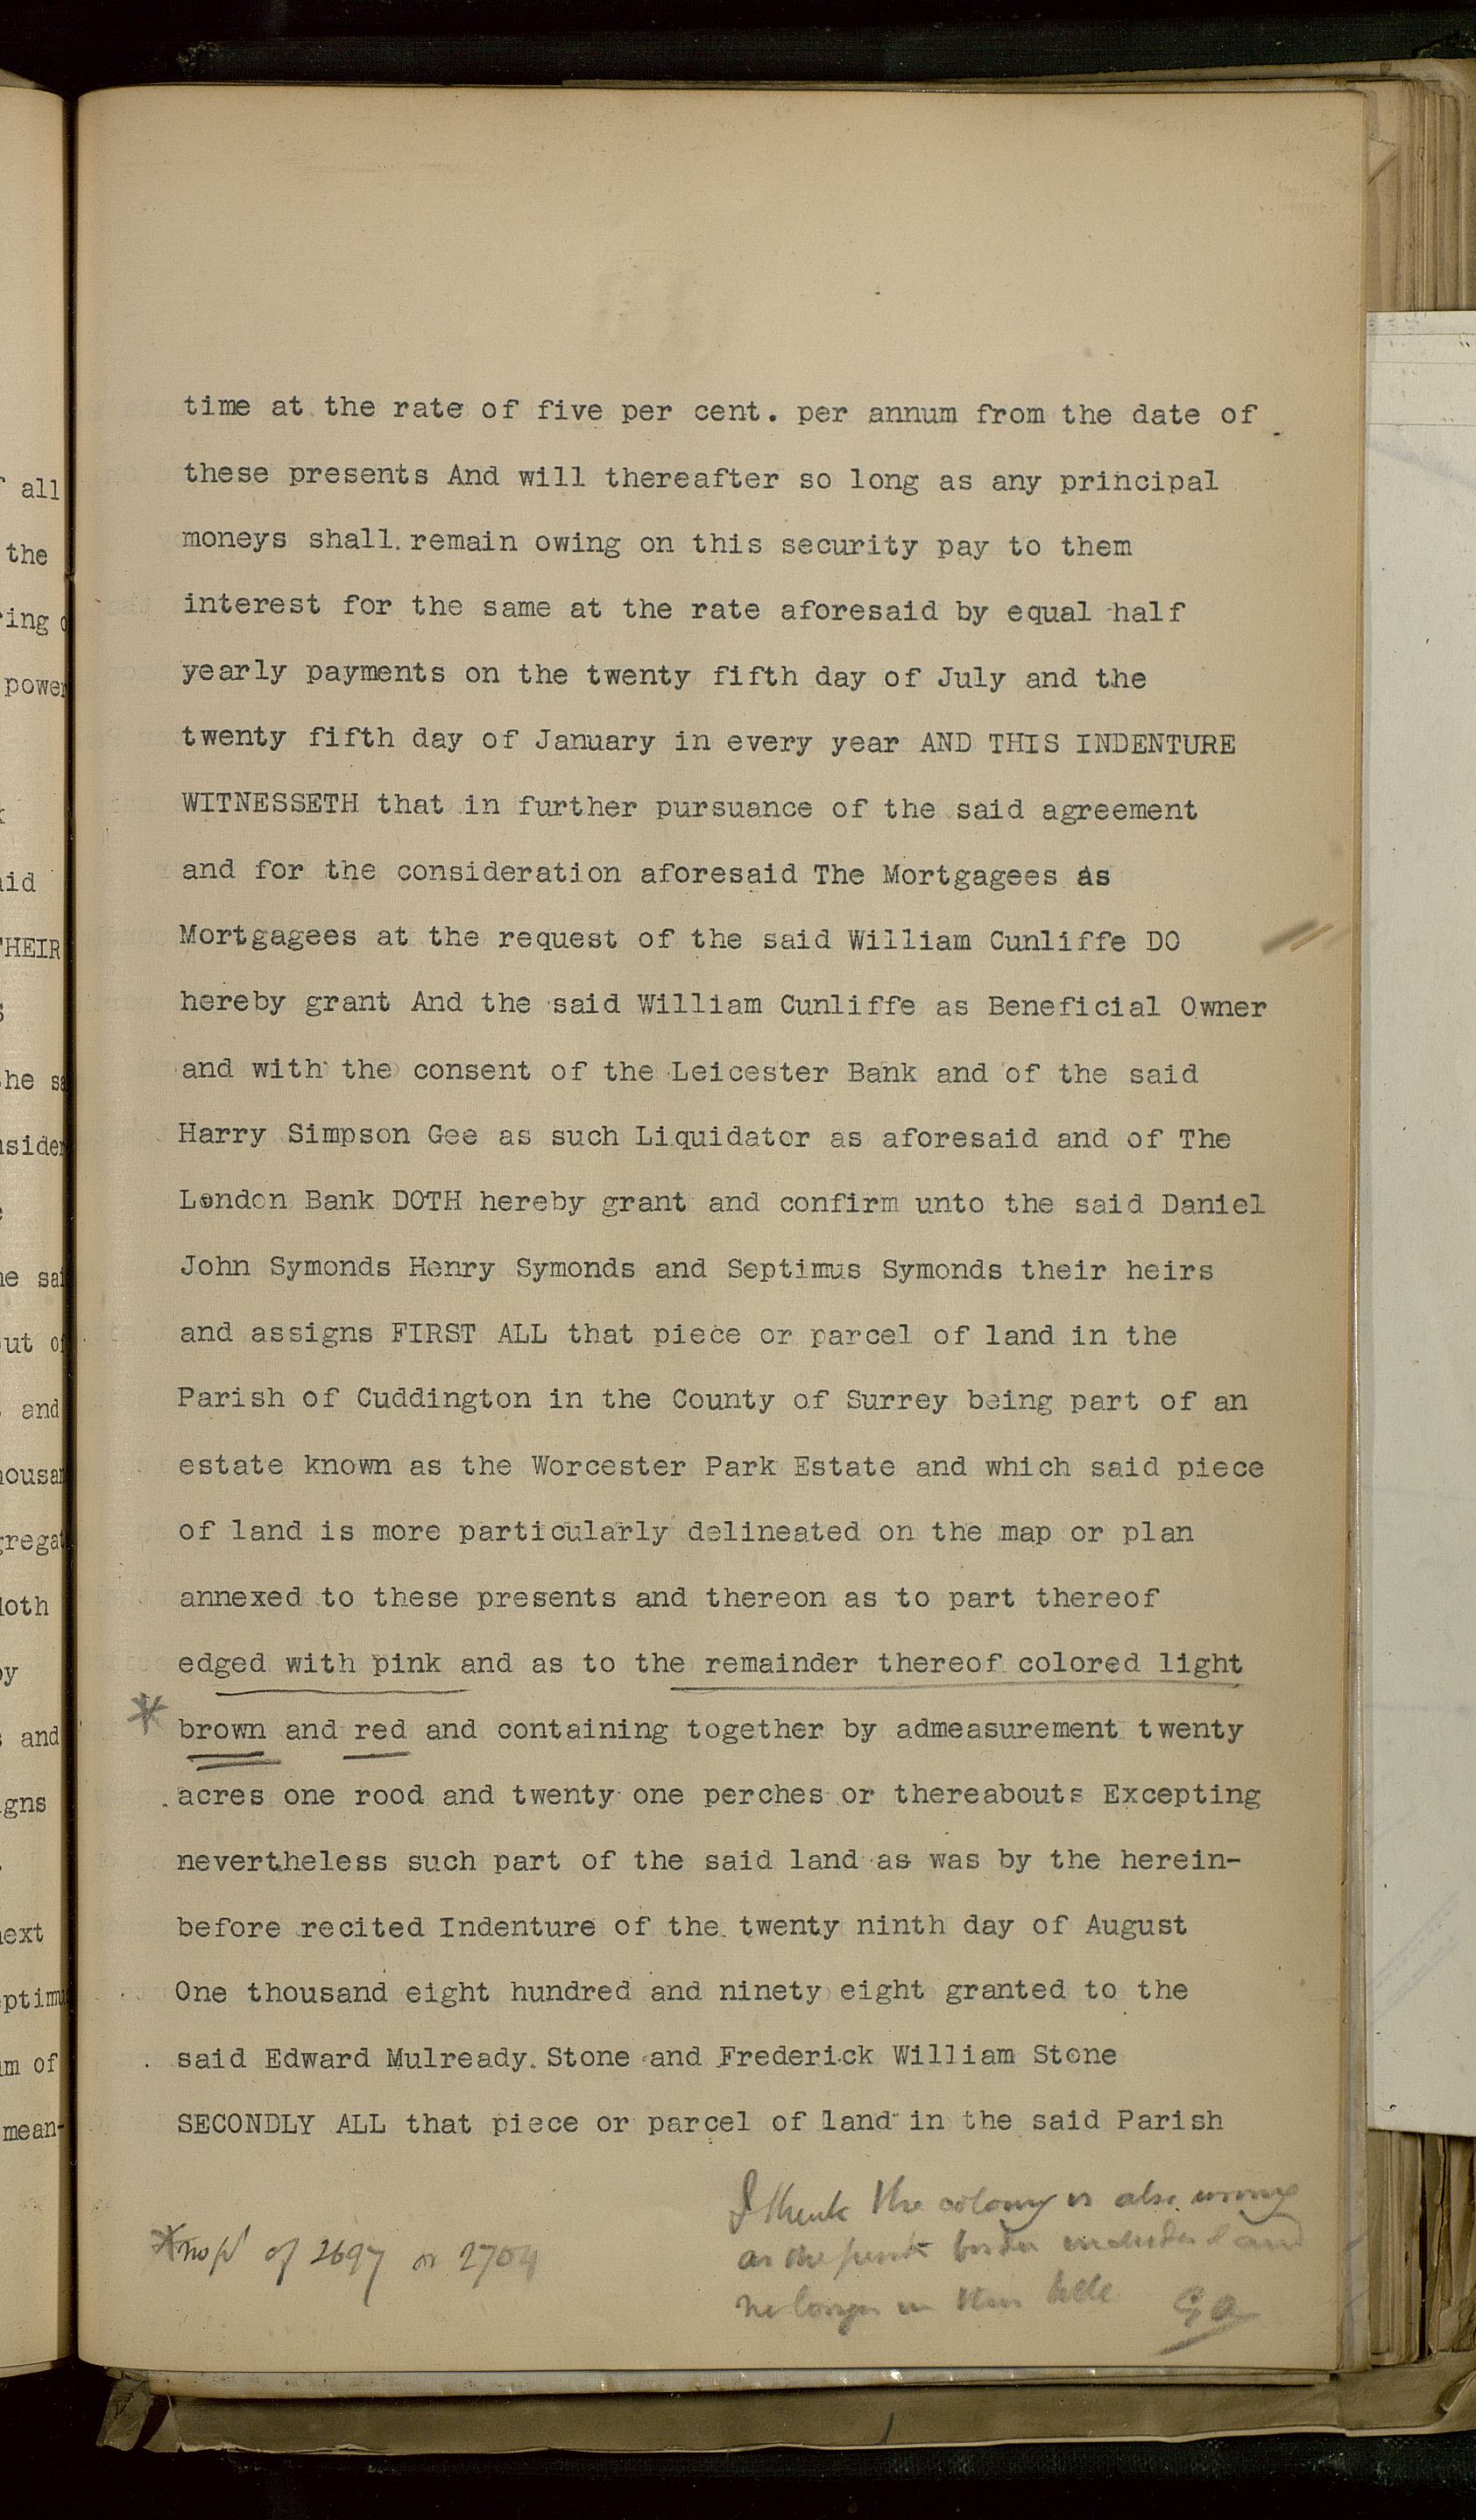 time at the rate of five per cent. per annum from the date of
these presents And will thereafter so long as any principal
moneys shall remain owing on this security pay to them
interest for the same at the rate aforesaid by equal half
yearly payments on the twenty fifth day of July and the
twenty fifth day of January in every year AND THIS INDENTURE
WITNESSETH that in further pursuance of the said agreement
and for the consideration aforesaid The Mortgagees as
Mortgagees at the request of the said William Cunliffe DO
hereby grant And the said William Cunliffe as Beneficial Owner
and with the consent of the Leicester Bank and of the said
Harry Simpson Gee as such Liquidator as aforesaid and of The
London Bank DOTH hereby grant and confirm unto the said Daniel
John Symonds Henry Symonds and Septimus Symonds their heirs
and assigns FIRST ALL that piece or parcel of land in the
Parish of Cuddington in the County of Surrey being part of an
estate known as the Worcester Park Estate and which said piece
of land is more particularly delineated on the map or plan
annexed to these presents and thereon as to part thereof
edged with pink and as to the remainder thereof colored light
* brown and red and containing together by admeasurement twenty
acres one rood and twenty one perches or thereabouts Excepting
nevertheless such part of the said land as was by the herein-
before recited Indenture of the twenty ninth day of August
One thousand eight hundred and ninety eight granted to the
said Edward Mulready Stone and Frederick William Stone
SECONDLY ALL that piece or parcel of land in the said Parish
I think the coloring is also wrong
as the pink border includes land
no longer in this title
* of 2697 or 2704
all
the
and
next